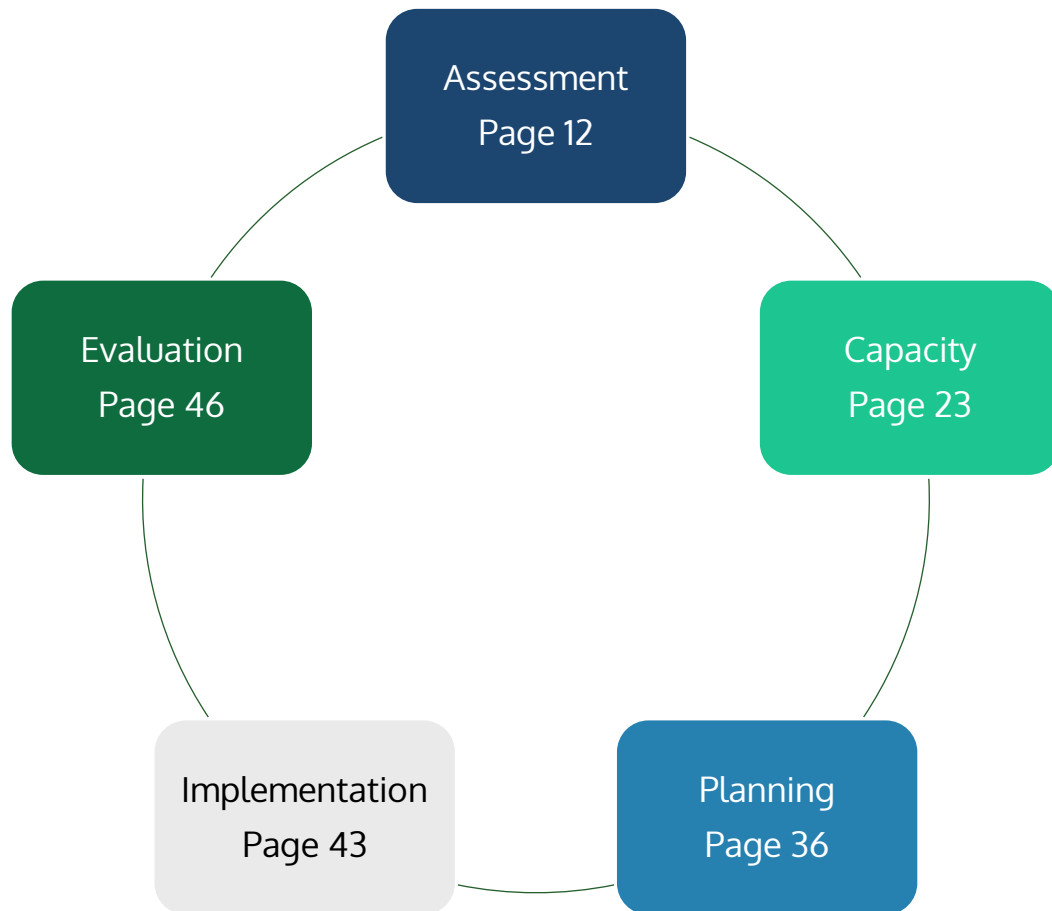 Assessment
Page 12
Capacity
Page 23
Planning
Page 36
Implementation
Page 43
Evaluation
Page 46